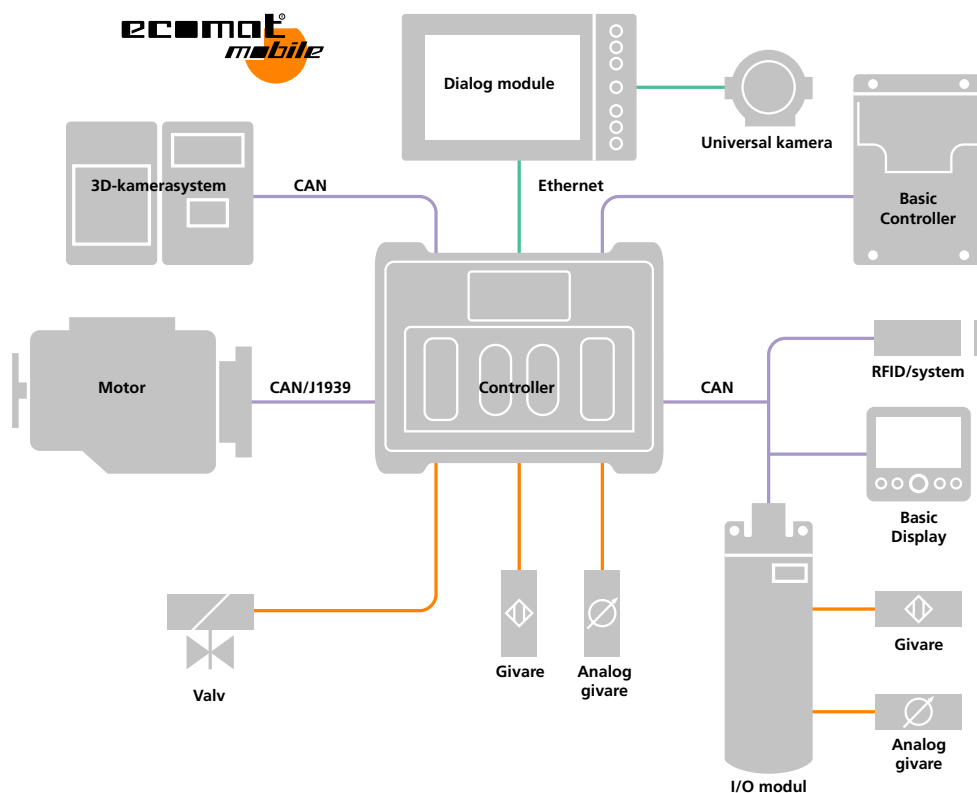 ecomat®
mobile
Dialog module
Universal kamera
3D-kamerasystem
CAN
Ethernet
Basic
Controller
Motor
CAN/J1939
Controller
CAN
RFID/system
Basic
Display
Valv
Givare
Analog
givare
Givare
Analog
givare
I/O modul